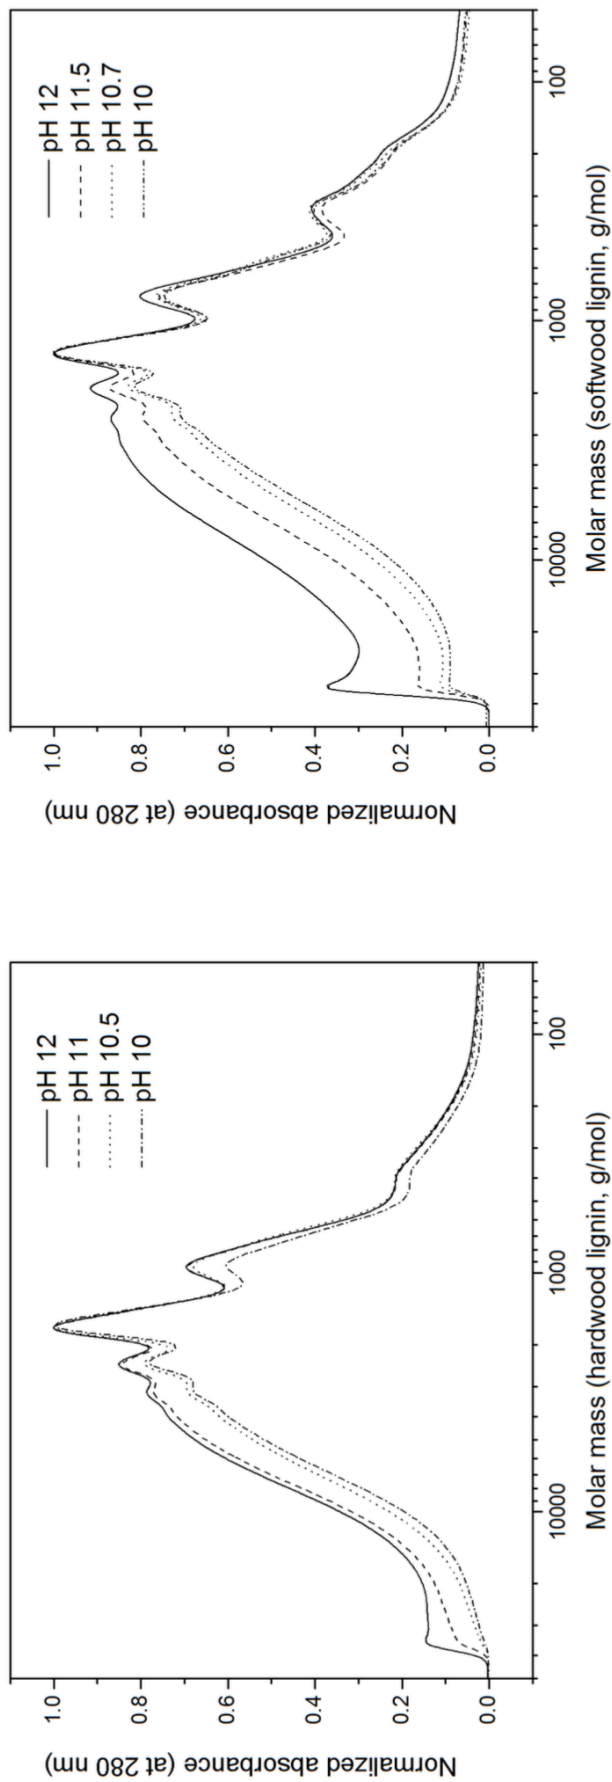 Normalized absorbance (at 280 nm)
1.0
0.8
0.6
0.4
0.2
0.0
pH 12
pH 11
pH 10.5
pH 10
10000
1000
100
Molar mass (hardwood lignin, g/mol)
Normalized absorbance (at 280 nm)
1.0
0.8
0.6
0.4
0.2
0.0
pH 12
pH 11.5
pH 10.7
pH 10
10000
1000
100
Molar mass (softwood lignin, g/mol)